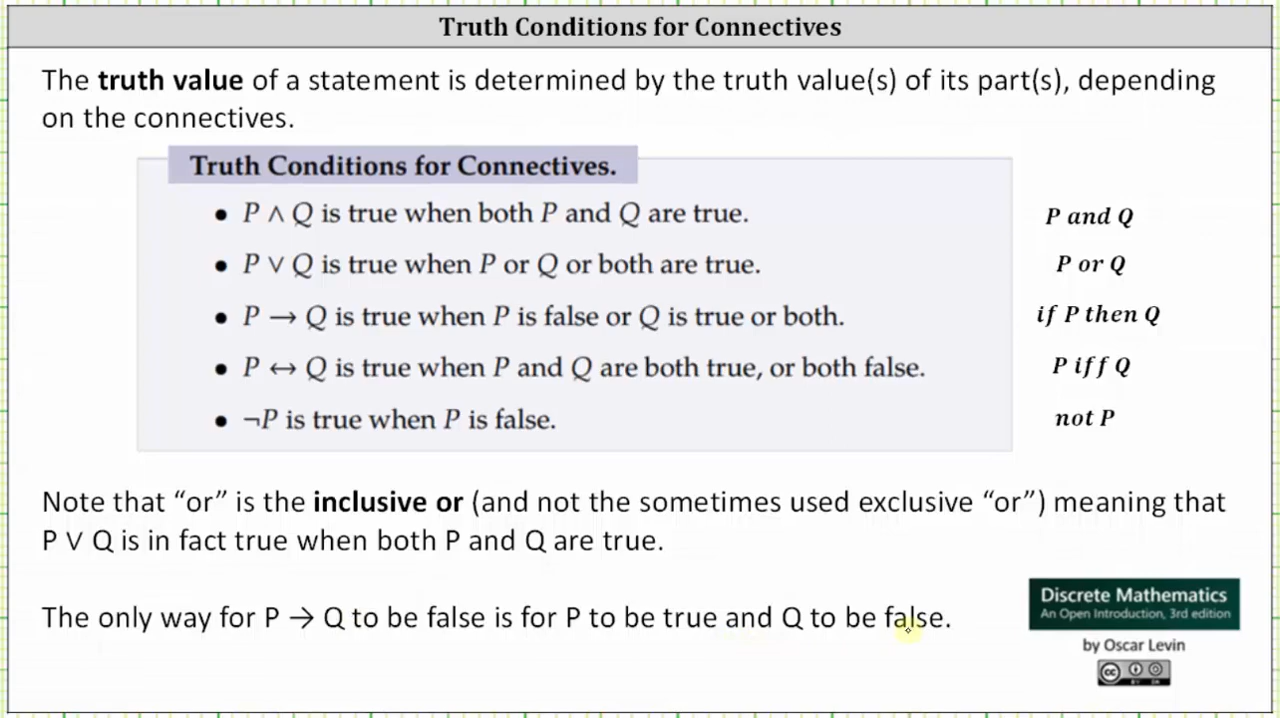 Truth Conditions for Connectives
The truth value of a statement is determined by the truth value(s) of its part(s), depending
on the connectives.
Truth Conditions for Connectives.
• P ∧ Q is true when both P and Q are true.
P and Q
• P ∨ Q is true when P or Q or both are true.
P or Q
• P → Q is true when P is false or Q is true or both.
if P then Q
• P ↔ Q is true when P and Q are both true, or both false.
P iff Q
• ¬P is true when P is false.
not P
Note that “or” is the inclusive or (and not the sometimes used exclusive “or”) meaning that
P ∨ Q is in fact true when both P and Q are true.
The only way for P → Q to be false is for P to be true and Q to be false.
Discrete Mathematics
An Open Introduction, 3rd edition
by Oscar Levin
cc
BY SA